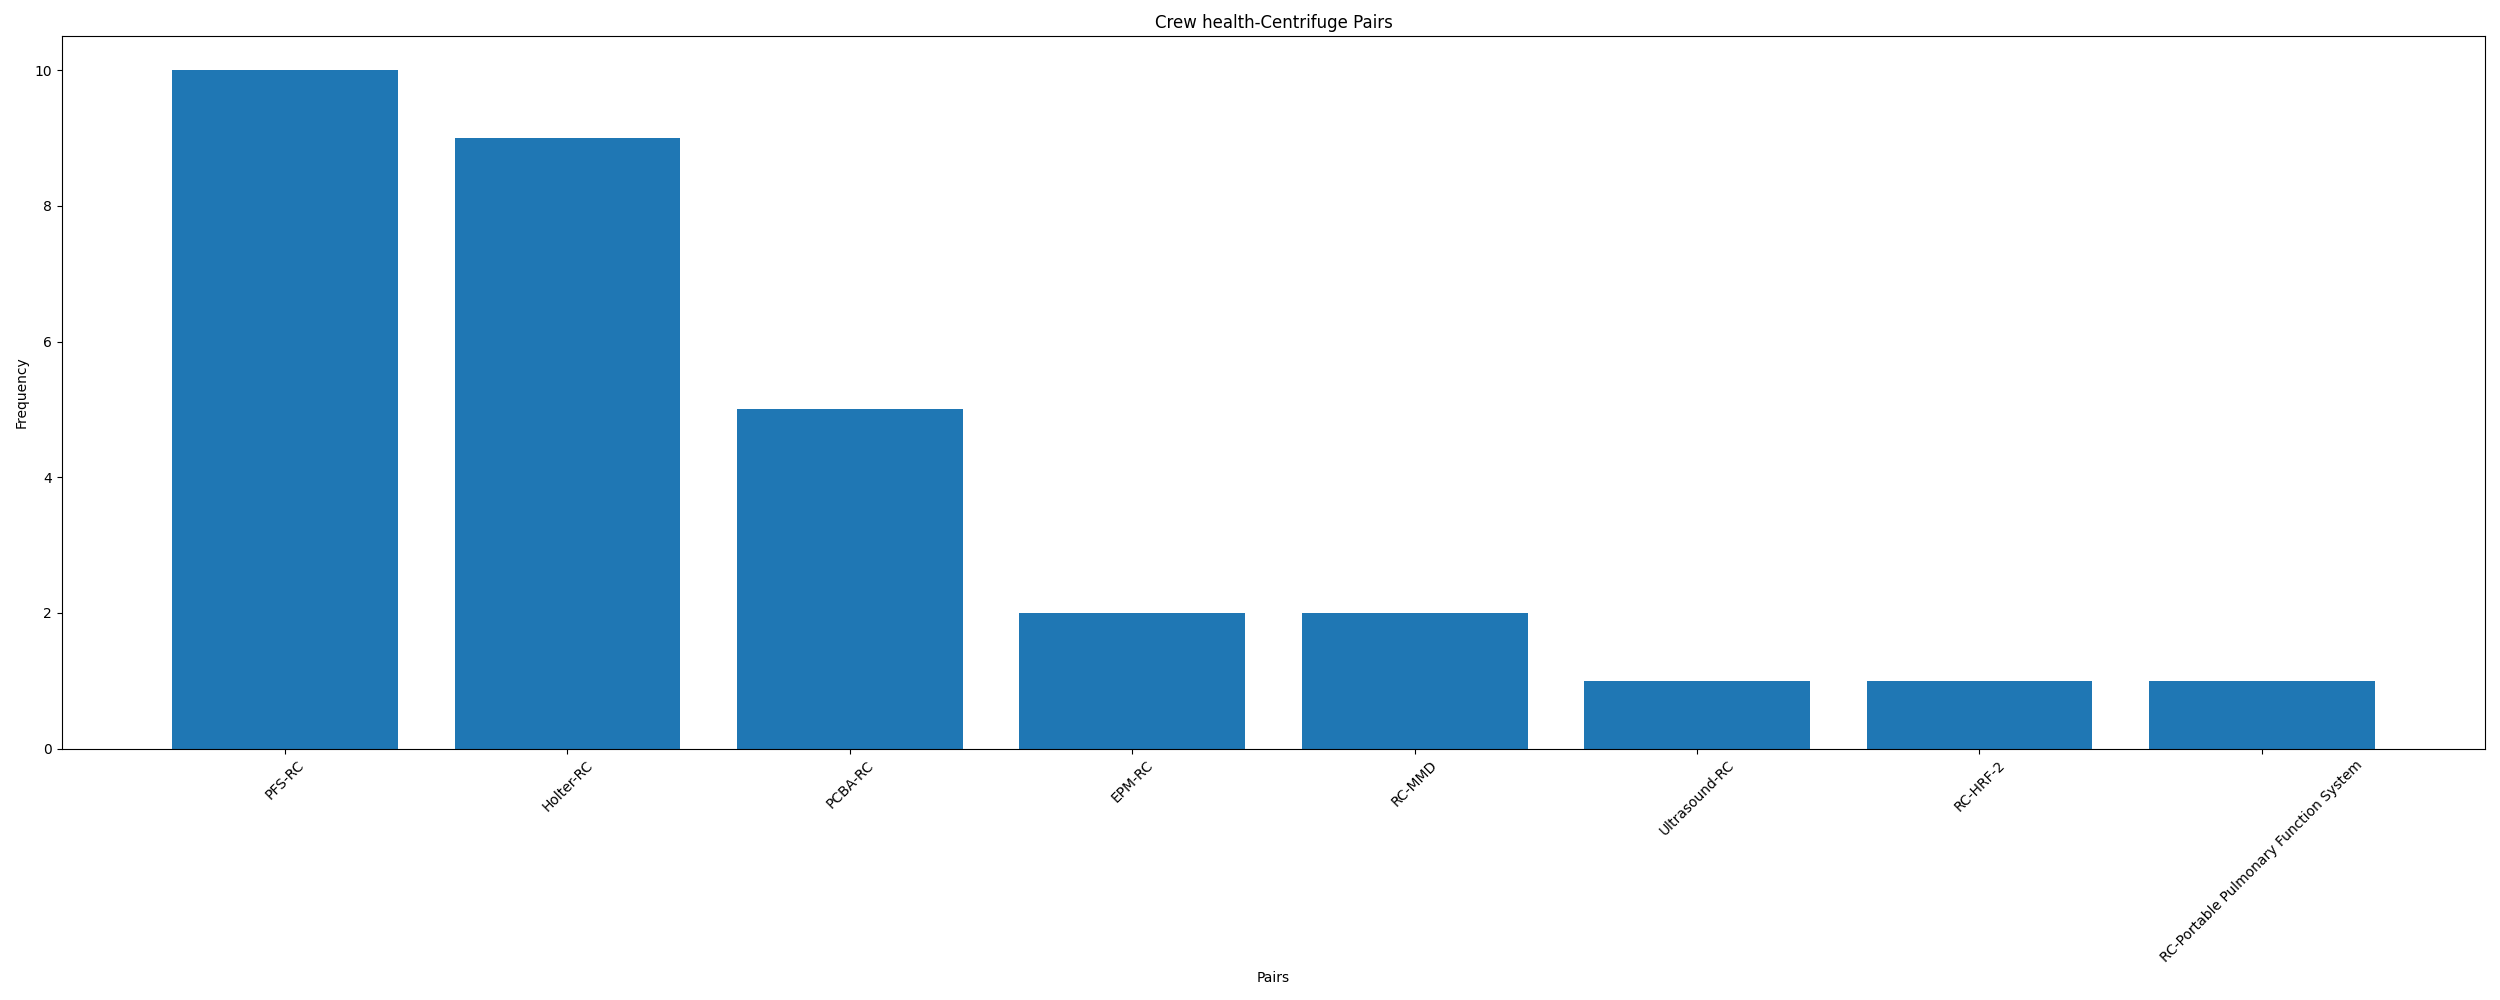 Crew health-Centrifuge Pairs
Frequency
10
8
6
4
2
0
PFS-RC
Holter-RC
PCBA-RC
EPM-RC
RC-MMD
Ultrasound-RC
RC-HRF-2
RC-Portable Pulmonary Function System
Pairs